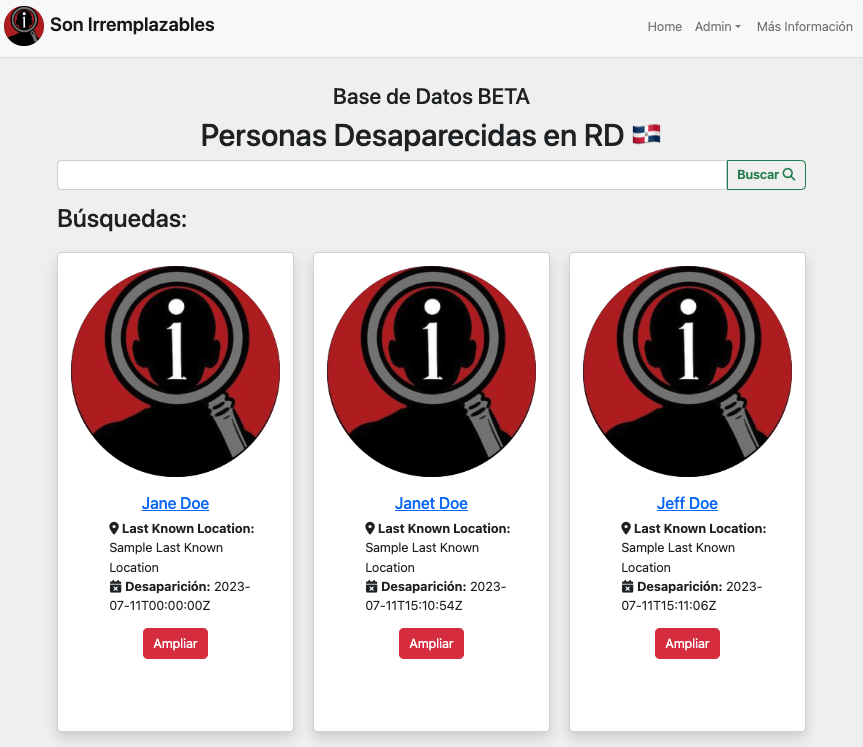 Son Irremplazables
Home Admin Más Información
Base de Datos BETA
Personas Desaparecidas en RD 🇩🇴
Buscar
Búsquedas:
i
Jane Doe
Last Known Location:
Sample Last Known
Location
Desaparición: 2023-
07-11T00:00:00Z
Ampliar
i
Janet Doe
Last Known Location:
Sample Last Known
Location
Desaparición: 2023-
07-11T15:10:54Z
Ampliar
i
Jeff Doe
Last Known Location:
Sample Last Known
Location
Desaparición: 2023-
07-11T15:11:06Z
Ampliar